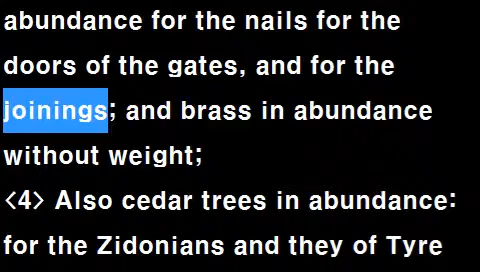 abundance for the nails for the
doors of the gates, and for the
joinings; and brass in abundance
without weight;
<4> Also cedar trees in abundance:
for the Zidonians and they of Tyre